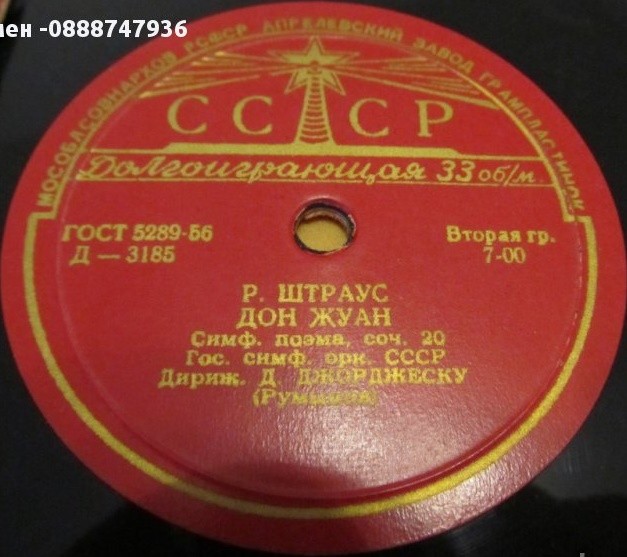 мен -0888747936
МОСОБЛСОВНАРХОЗ РСФСР АПРЕЛЕВСКИЙ ЗАВОД ГРАМПЛАСТИНОК
СССР
Долгоиграющая 33 об/м.
ГОСТ 5289-56
Д — 3185
Вторая гр.
7-00
Р. ШТРАУС
ДОН ЖУАН
Симф. поэма, соч. 20
Гос. симф. орк. СССР
Дириж. Д. ДЖОРДЖЕСКУ
(Румыния)